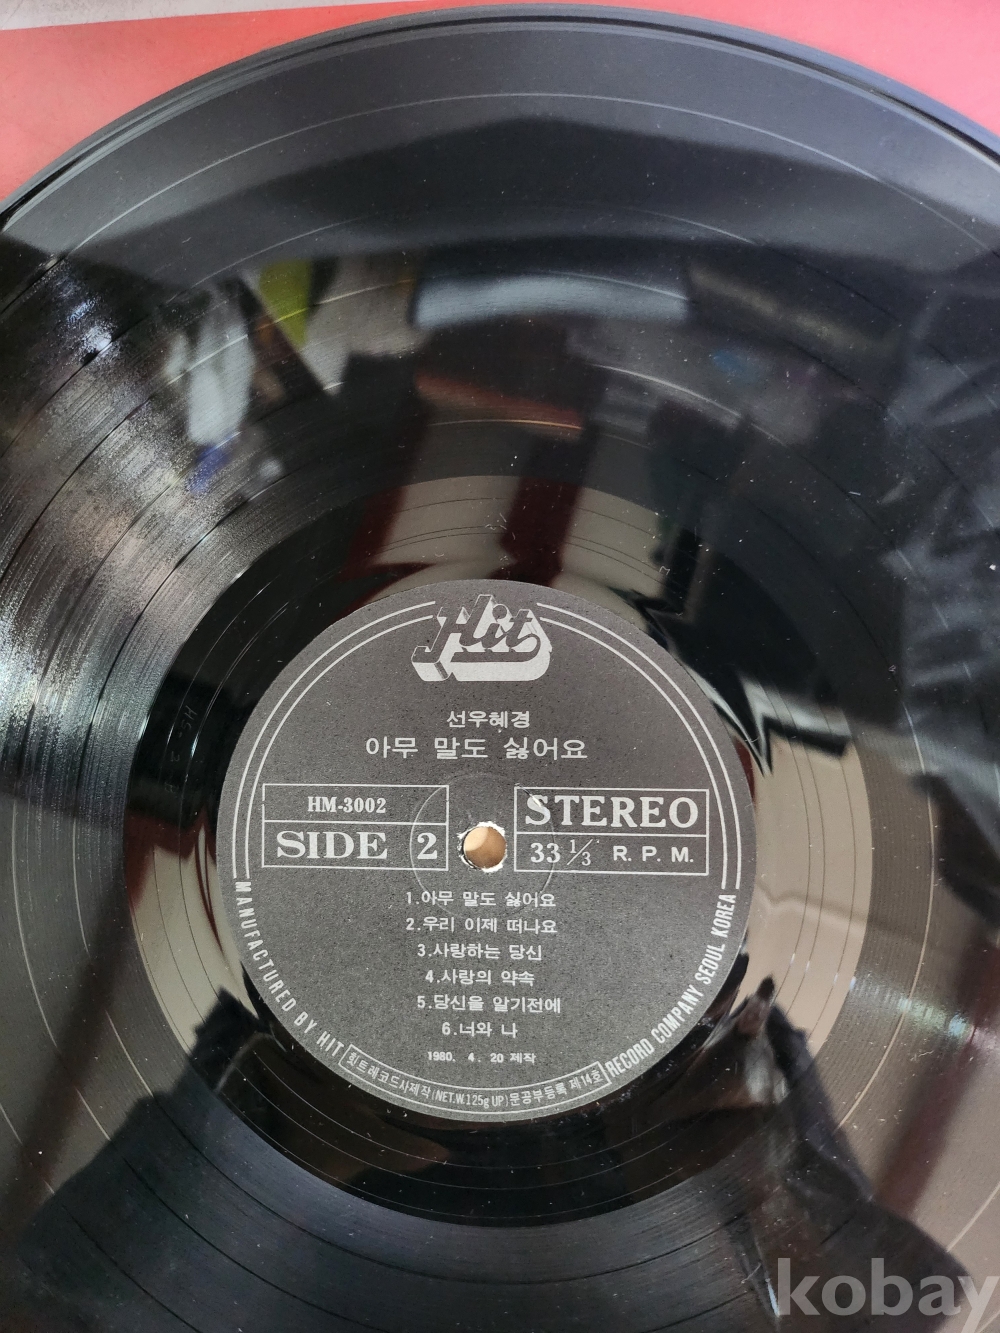 Hit
선우혜경
아무 말도 싫어요
HM-3002
SIDE 2
STEREO
33 1/3 R. P. M.
1.아무 말도 싫어요
2.우리 이제 떠나요
3.사랑하는 당신
4.사랑의 약속
5.당신을 알기전에
6.너와 나
1980. 4. 20 제작
MANUFACTURED BY HIT RECORD COMPANY SEOUL KOREA
힛트레코드사제작(NET.W.125g UP)문공부등록 제14호
kobay